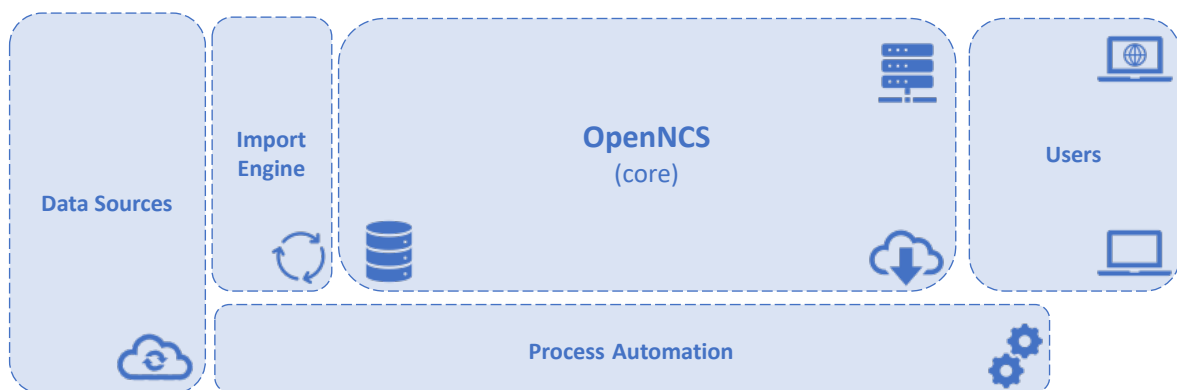 Data Sources
Import
Engine
OpenNCS
(core)
Users
Process Automation